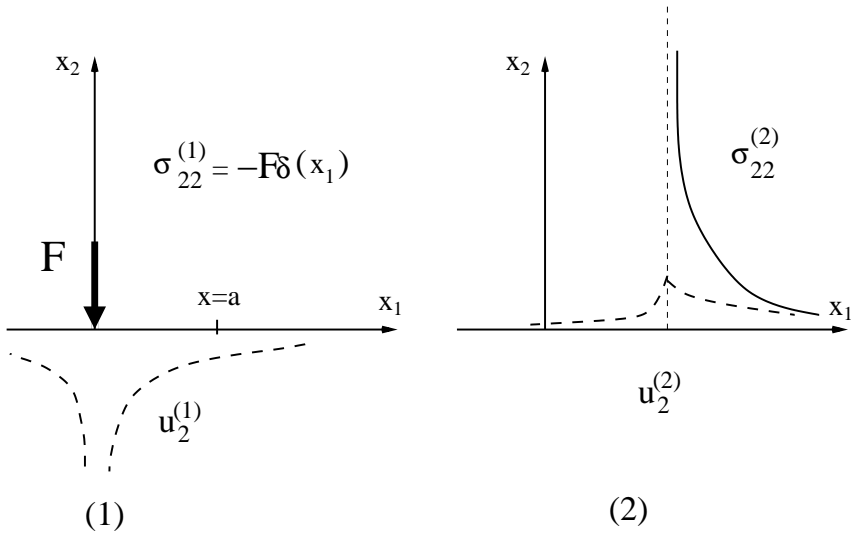 x₂
σ₂₂⁽¹⁾ = −Fδ(x₁)
F
x=a
x₁
u₂⁽¹⁾
(1)
x₂
σ₂₂⁽²⁾
x₁
u₂⁽²⁾
(2)